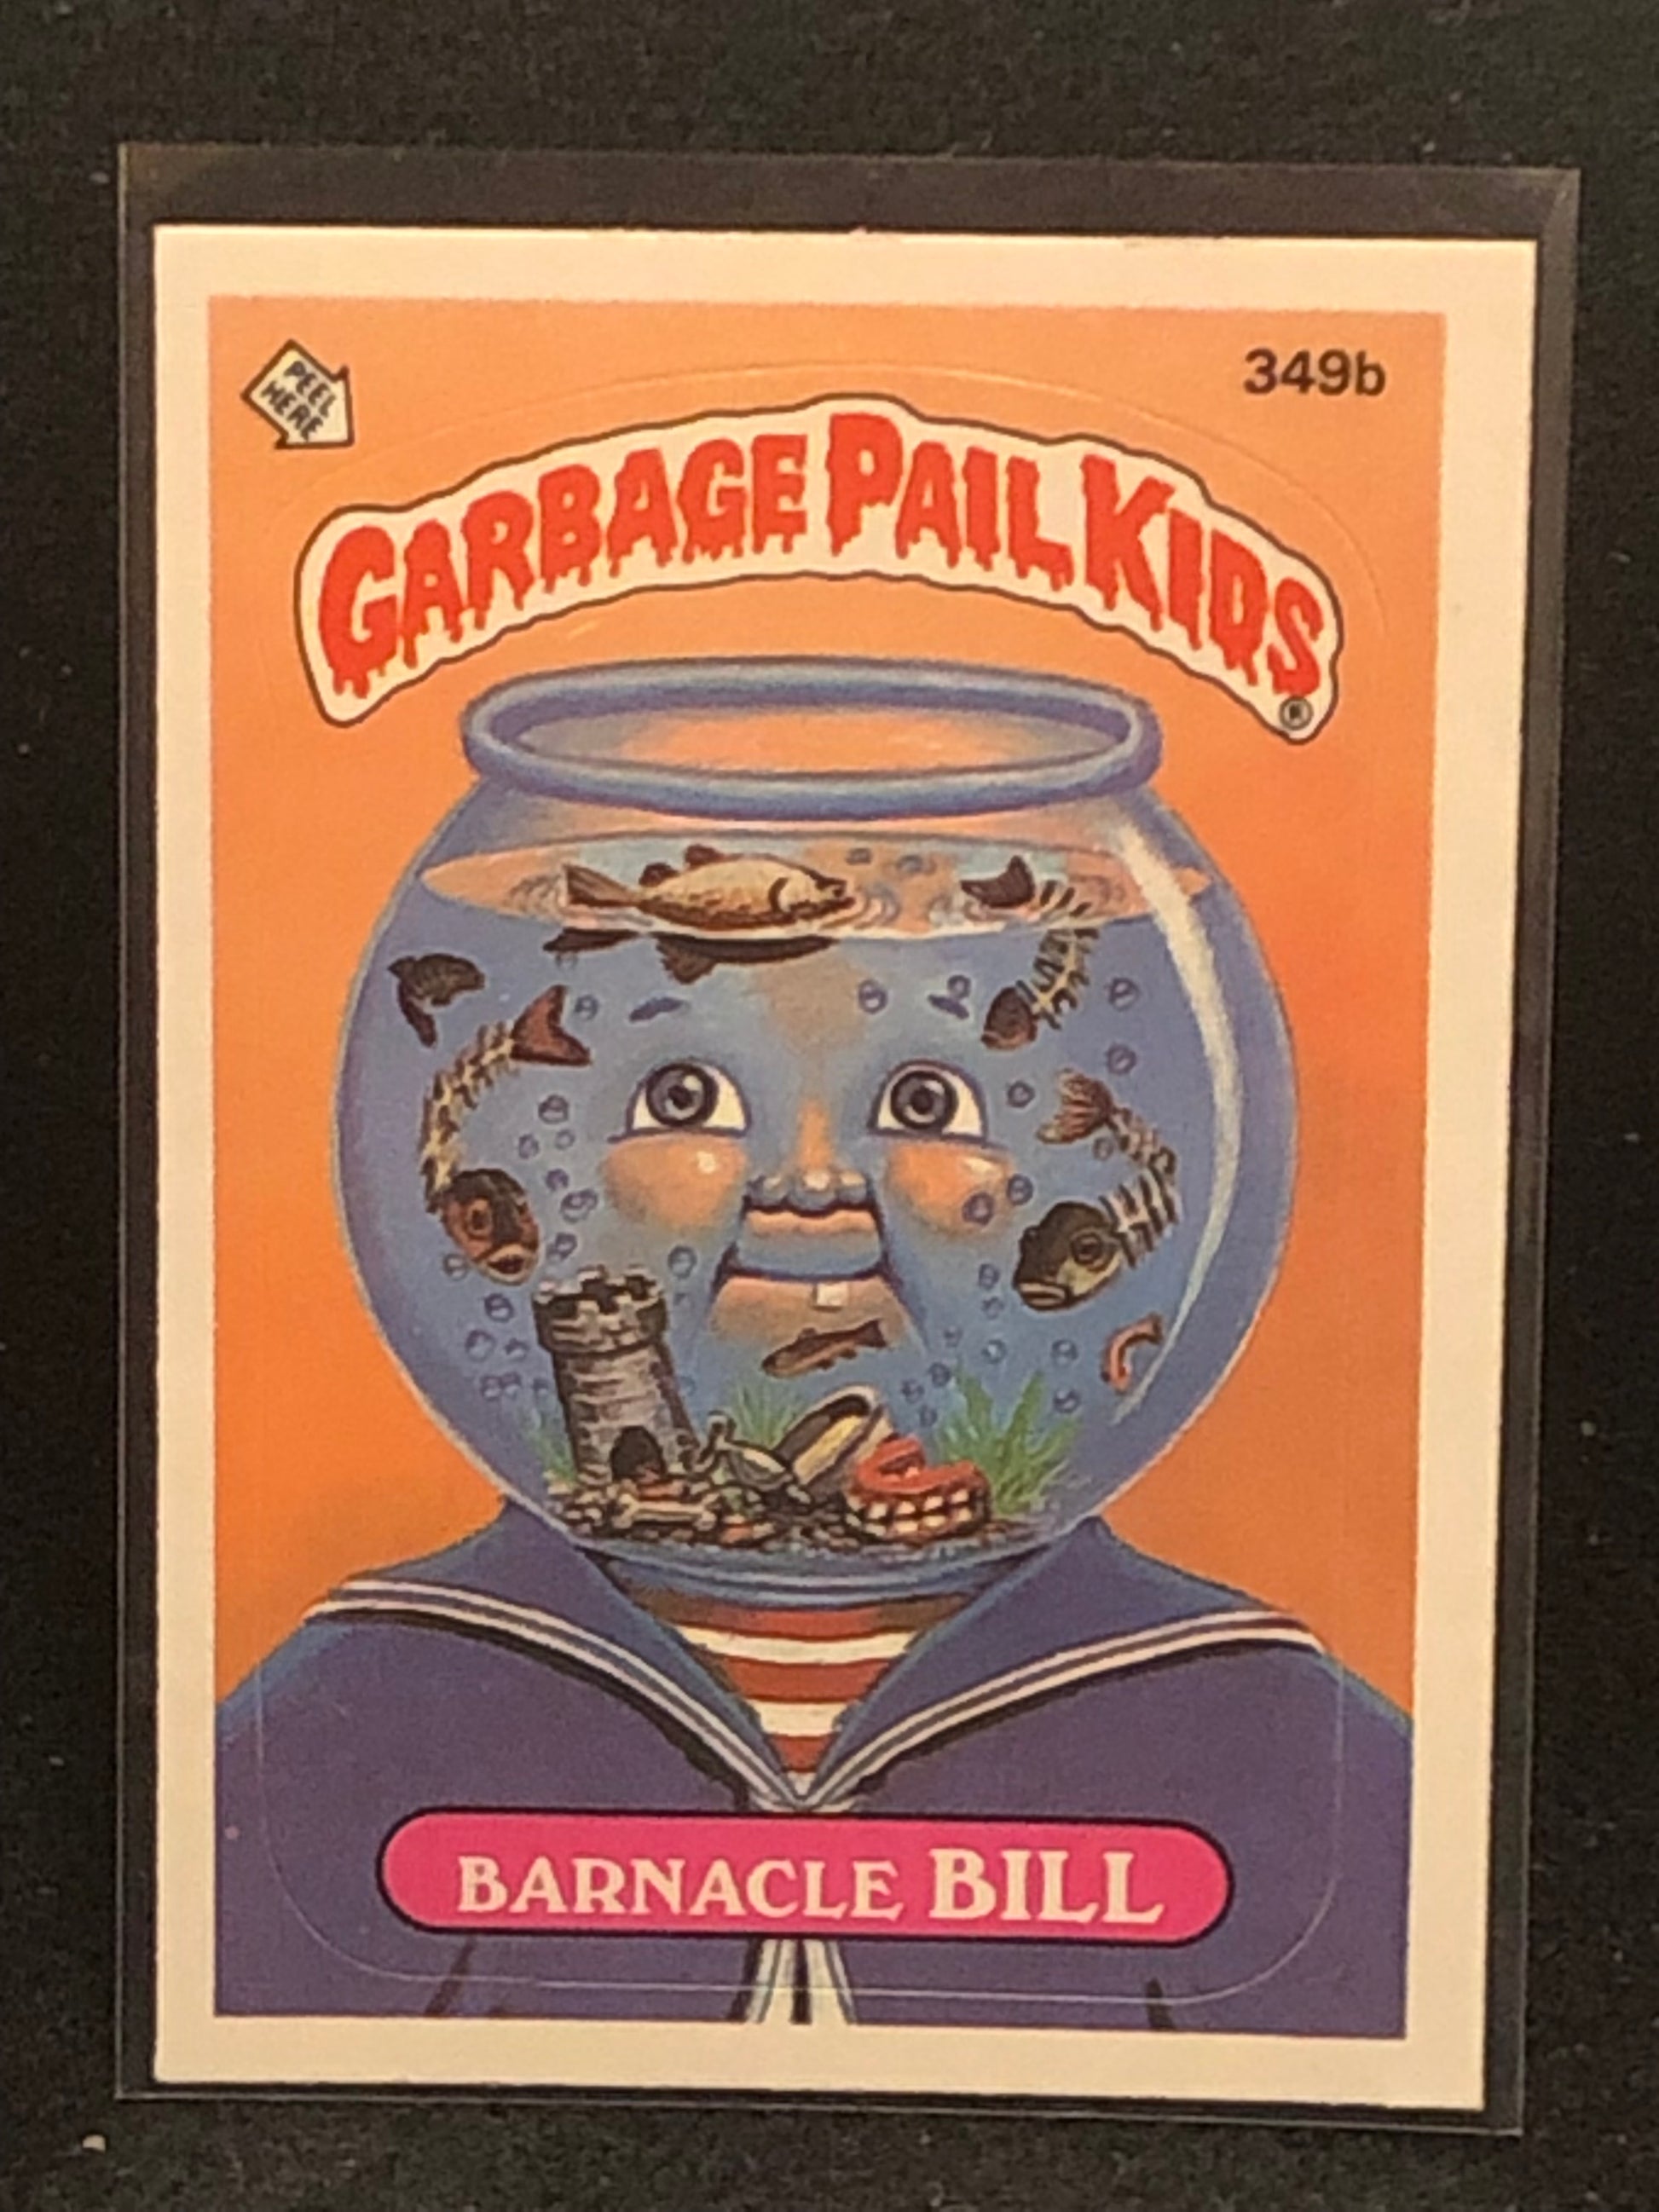 PEEL
HERE
349b
GARBAGE PAIL KIDS
®
BARNACLE BILL